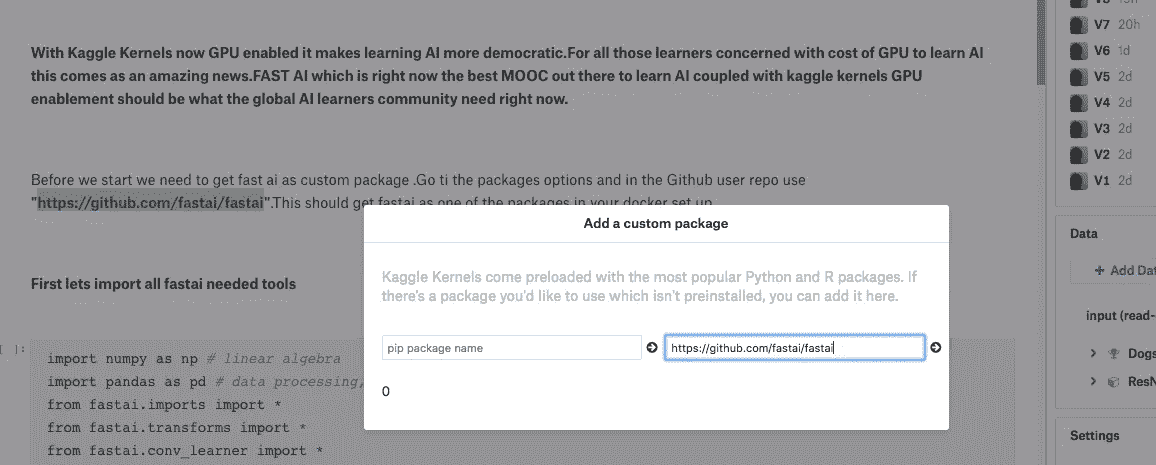 With Kaggle Kernels now GPU enabled it makes learning AI more democratic.For all those learners concerned with cost of GPU to learn AI
this comes as an amazing news.FAST AI which is right now the best MOOC out there to learn AI coupled with kaggle kernels GPU
enablement should be what the global AI learners community need right now.
Before we start we need to get fast ai as custom package .Go ti the packages options and in the Github user repo use
"https://github.com/fastai/fastai".This should get fastai as one of the packages in your docker set up
First lets import all fastai needed tools
[ ]:
import numpy as np # linear algebra
import pandas as pd # data processing,
from fastai.imports import *
from fastai.transforms import *
from fastai.conv_learner import *
Add a custom package
Kaggle Kernels come preloaded with the most popular Python and R packages. If
there's a package you'd like to use which isn't preinstalled, you can add it here.
pip package name
https://github.com/fastai/fastai
0
V7 20h
V6 1d
V5 2d
V4 2d
V3 2d
V2 2d
V1 2d
Data
+ Add Dat
input (read-
Dogs
ResN
Settings